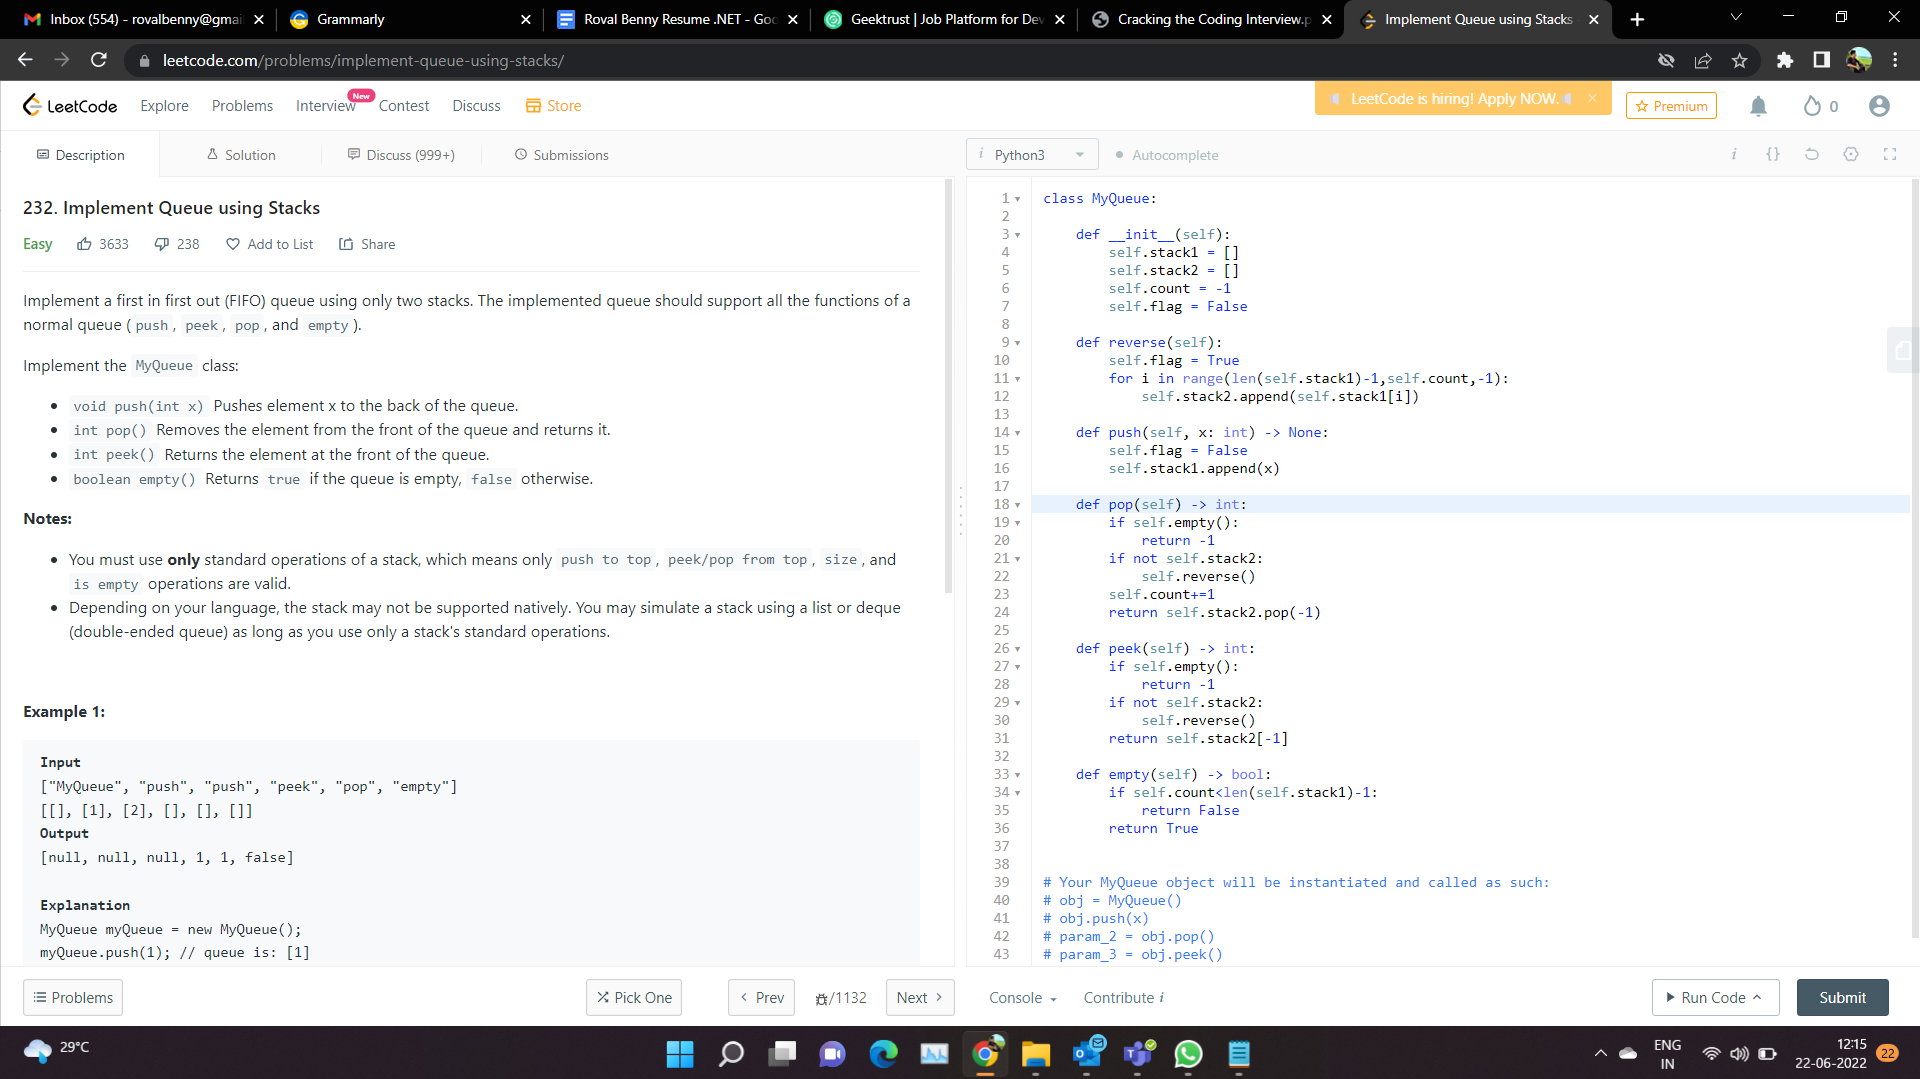 Inbox (554) - rovalbenny@gmai
Grammarly
Roval Benny Resume .NET - Goo
Geektrust | Job Platform for Dev
Cracking the Coding Interview.p
Implement Queue using Stacks
leetcode.com/problems/implement-queue-using-stacks/
LeetCode
Explore
Problems
Interview
New
Contest
Discuss
Store
LeetCode is hiring! Apply NOW.
Premium
0
Description
Solution
Discuss (999+)
Submissions
i Python3
Autocomplete
i {}
232. Implement Queue using Stacks
Easy
3633
238
Add to List
Share
Implement a first in first out (FIFO) queue using only two stacks. The implemented queue should support all the functions of a
normal queue ( push , peek , pop , and empty ).
Implement the MyQueue class:
• void push(int x) Pushes element x to the back of the queue.
• int pop() Removes the element from the front of the queue and returns it.
• int peek() Returns the element at the front of the queue.
• boolean empty() Returns true if the queue is empty, false otherwise.
Notes:
• You must use only standard operations of a stack, which means only push to top , peek/pop from top , size , and
is empty operations are valid.
• Depending on your language, the stack may not be supported natively. You may simulate a stack using a list or deque
(double-ended queue) as long as you use only a stack's standard operations.
Example 1:
Input
["MyQueue", "push", "push", "peek", "pop", "empty"]
[[], [1], [2], [], [], []]
Output
[null, null, null, 1, 1, false]
Explanation
MyQueue myQueue = new MyQueue();
myQueue.push(1); // queue is: [1]
1 class MyQueue:
2
3     def __init__(self):
4         self.stack1 = []
5         self.stack2 = []
6         self.count = -1
7         self.flag = False
8
9     def reverse(self):
10         self.flag = True
11         for i in range(len(self.stack1)-1,self.count,-1):
12             self.stack2.append(self.stack1[i])
13
14     def push(self, x: int) -> None:
15         self.flag = False
16         self.stack1.append(x)
17
18     def pop(self) -> int:
19         if self.empty():
20             return -1
21         if not self.stack2:
22             self.reverse()
23         self.count+=1
24         return self.stack2.pop(-1)
25
26     def peek(self) -> int:
27         if self.empty():
28             return -1
29         if not self.stack2:
30             self.reverse()
31         return self.stack2[-1]
32
33     def empty(self) -> bool:
34         if self.count<len(self.stack1)-1:
35             return False
36         return True
37
38
39 # Your MyQueue object will be instantiated and called as such:
40 # obj = MyQueue()
41 # obj.push(x)
42 # param_2 = obj.pop()
43 # param_3 = obj.peek()
Problems
Pick One
Prev
/1132
Next
Console
Contribute i
Run Code
Submit
29°C
ENG
IN
12:15
22-06-2022
22